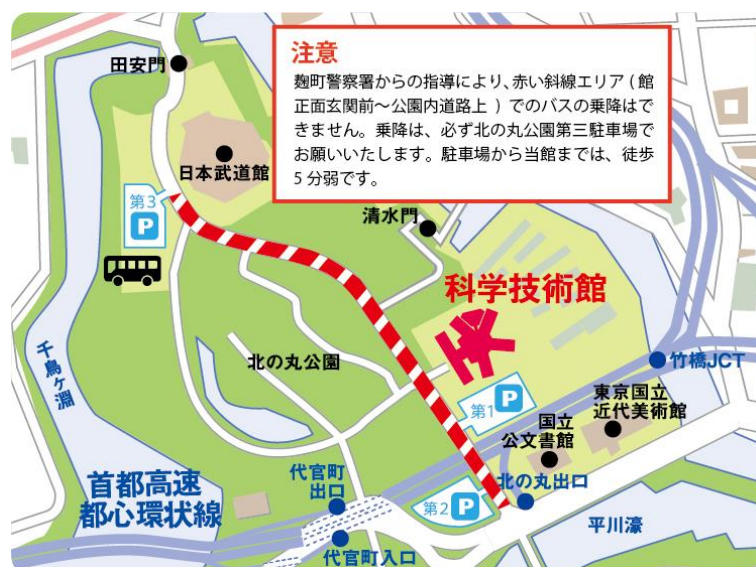 注意
麹町警察署からの指導により、赤い斜線エリア(館
正面玄関前～公園内道路上)でのバスの乗降はで
きません。乗降は、必ず北の丸公園第三駐車場で
お願いいたします。駐車場から当館までは、徒歩
5分弱です。
田安門
日本武道館
第3
P
清水門
科学技術館
千鳥ヶ淵
北の丸公園
竹橋JCT
東京国立
近代美術館
第1
P
国立
公文書館
首都高速
都心環状線
代官町
出口
北の丸出口
第2
P
平川濠
代官町入口